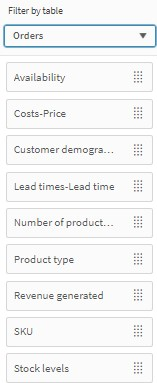 Filter by table
Orders
Availability
Costs-Price
Customer demogra...
Lead times-Lead time
Number of product...
Product type
Revenue generated
SKU
Stock levels